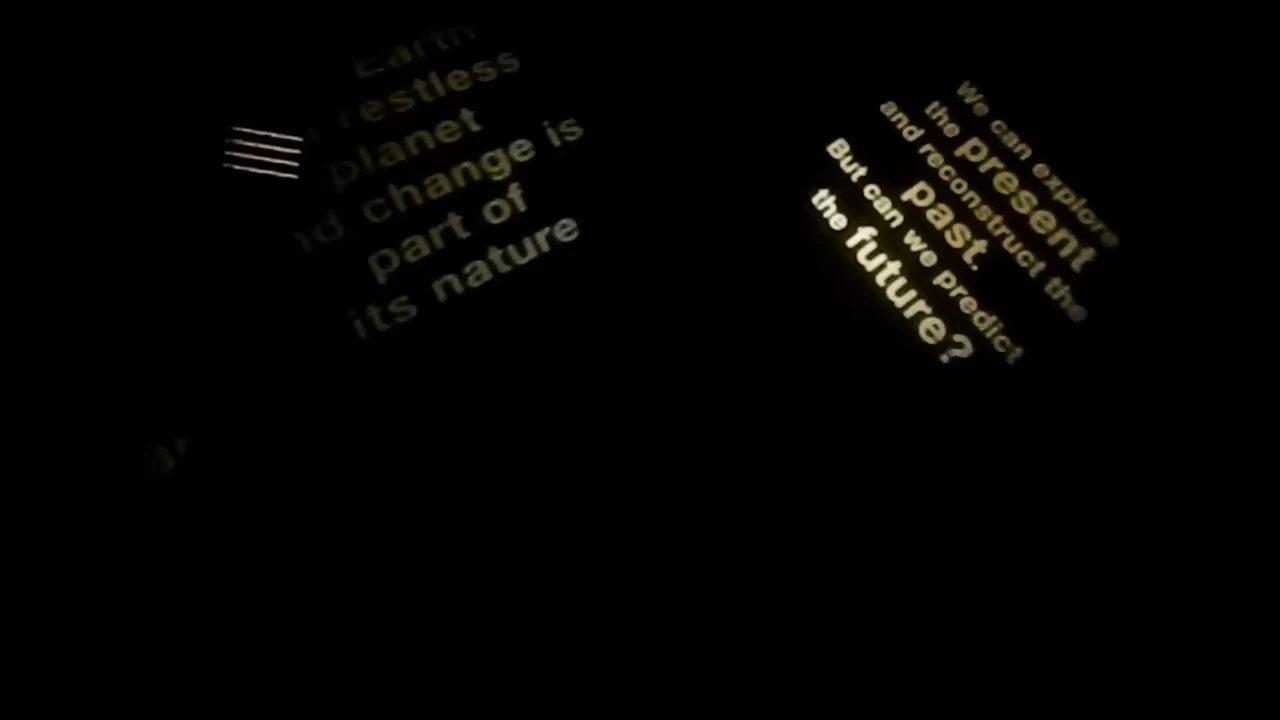 Earth
restless
planet
change is
part of
its nature
We can explore
the present
and reconstruct the
past.
But can we predict
the future?